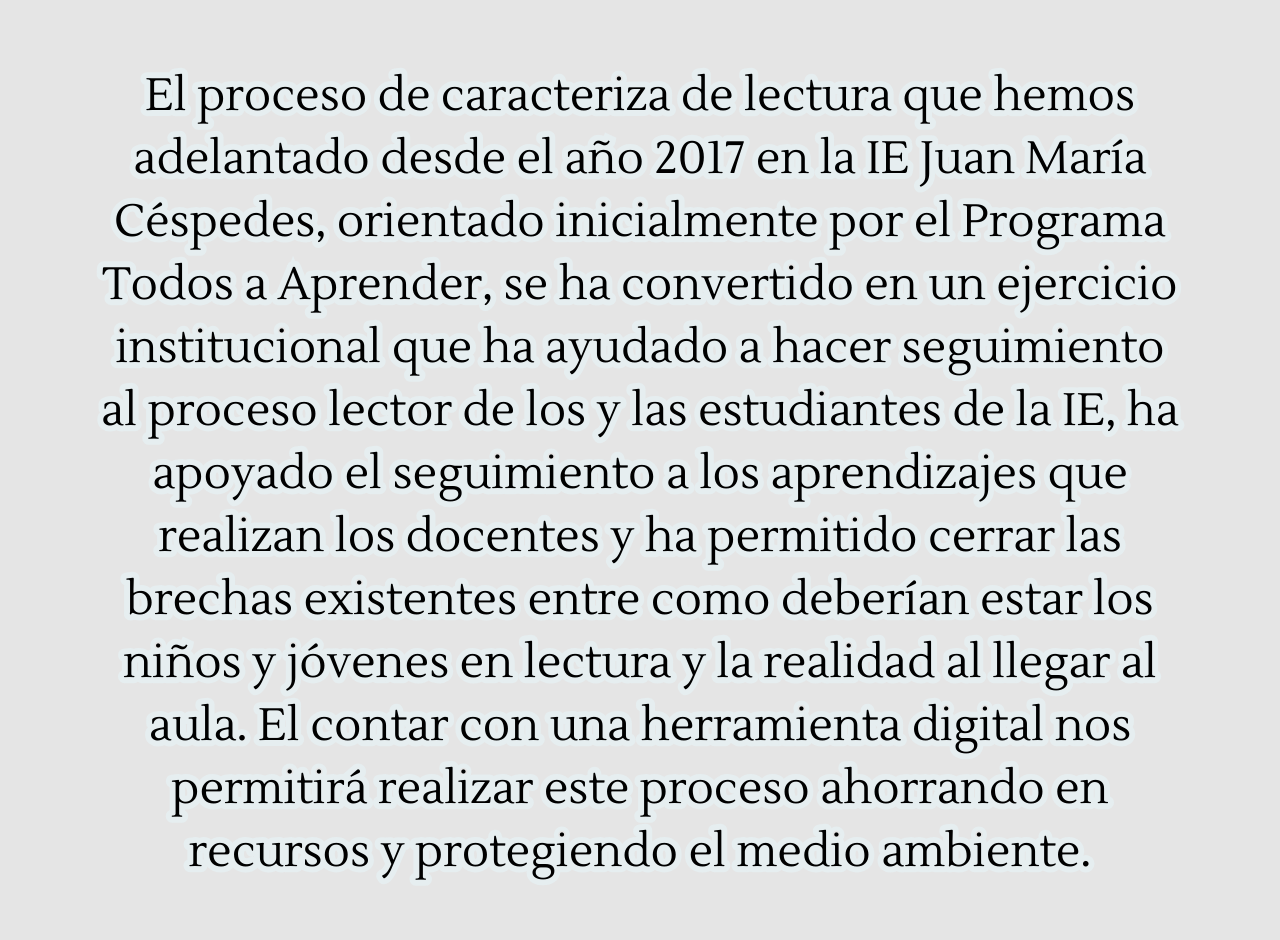 El proceso de caracteriza de lectura que hemos
adelantado desde el año 2017 en la IE Juan María
Céspedes, orientado inicialmente por el Programa
Todos a Aprender, se ha convertido en un ejercicio
institucional que ha ayudado a hacer seguimiento
al proceso lector de los y las estudiantes de la IE, ha
apoyado el seguimiento a los aprendizajes que
realizan los docentes y ha permitido cerrar las
brechas existentes entre como deberían estar los
niños y jóvenes en lectura y la realidad al llegar al
aula. El contar con una herramienta digital nos
permitirá realizar este proceso ahorrando en
recursos y protegiendo el medio ambiente.